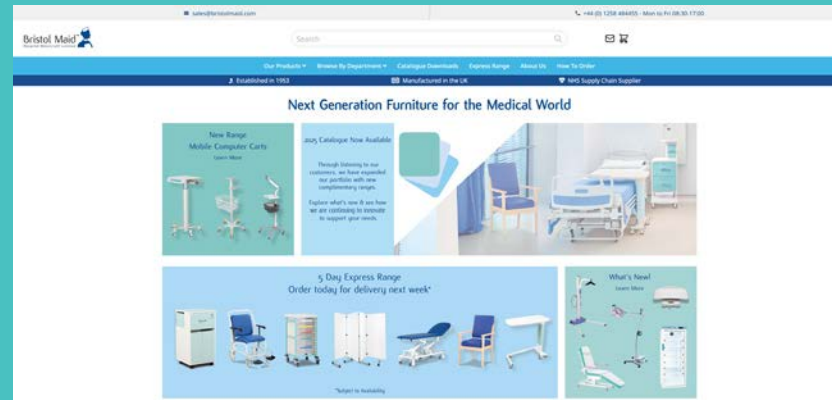 sales@bristolmaid.com
+44 (0) 1258 484455 - Mon to Fri 08:30-17:00
Bristol Maid
Search
Our Products
Browse By Department
Catalogue Downloads
Express Range
About Us
How To Order
Established in 1953
Manufactured in the UK
NHS Supply Chain Supplier
Next Generation Furniture for the Medical World
New Range
Mobile Computer Carts
Learn More
2025 Catalogue Now Available
Through listening to our
customers, we have expanded
our portfolio with new
complimentary ranges.
Explore what's new & see how
we are continuing to innovate
to support your needs.
5 Day Express Range
Order today for delivery next week*
*Subject to Availability
What's New!
Learn More